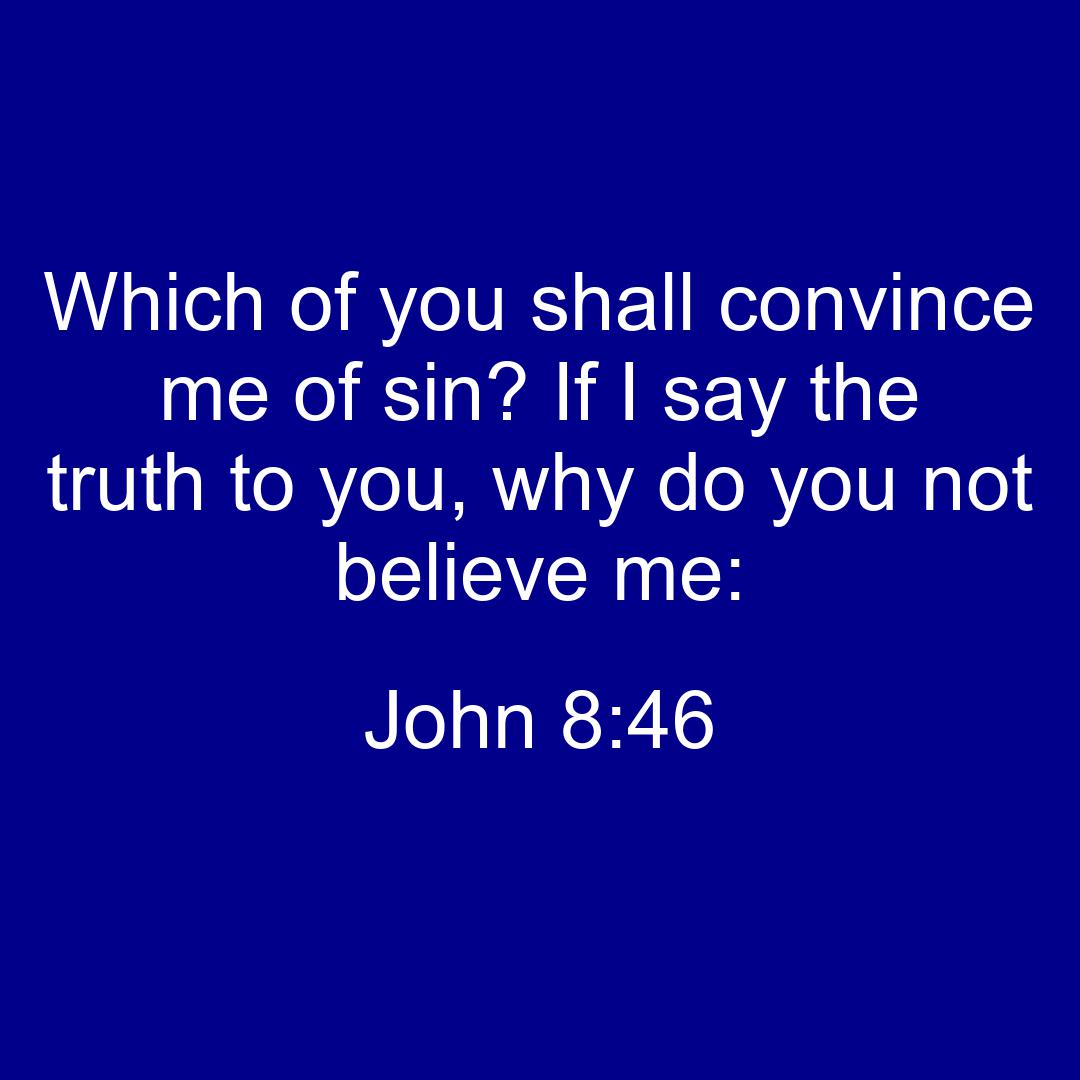 Which of you shall convince
me of sin? If I say the
truth to you, why do you not
believe me:
John 8:46